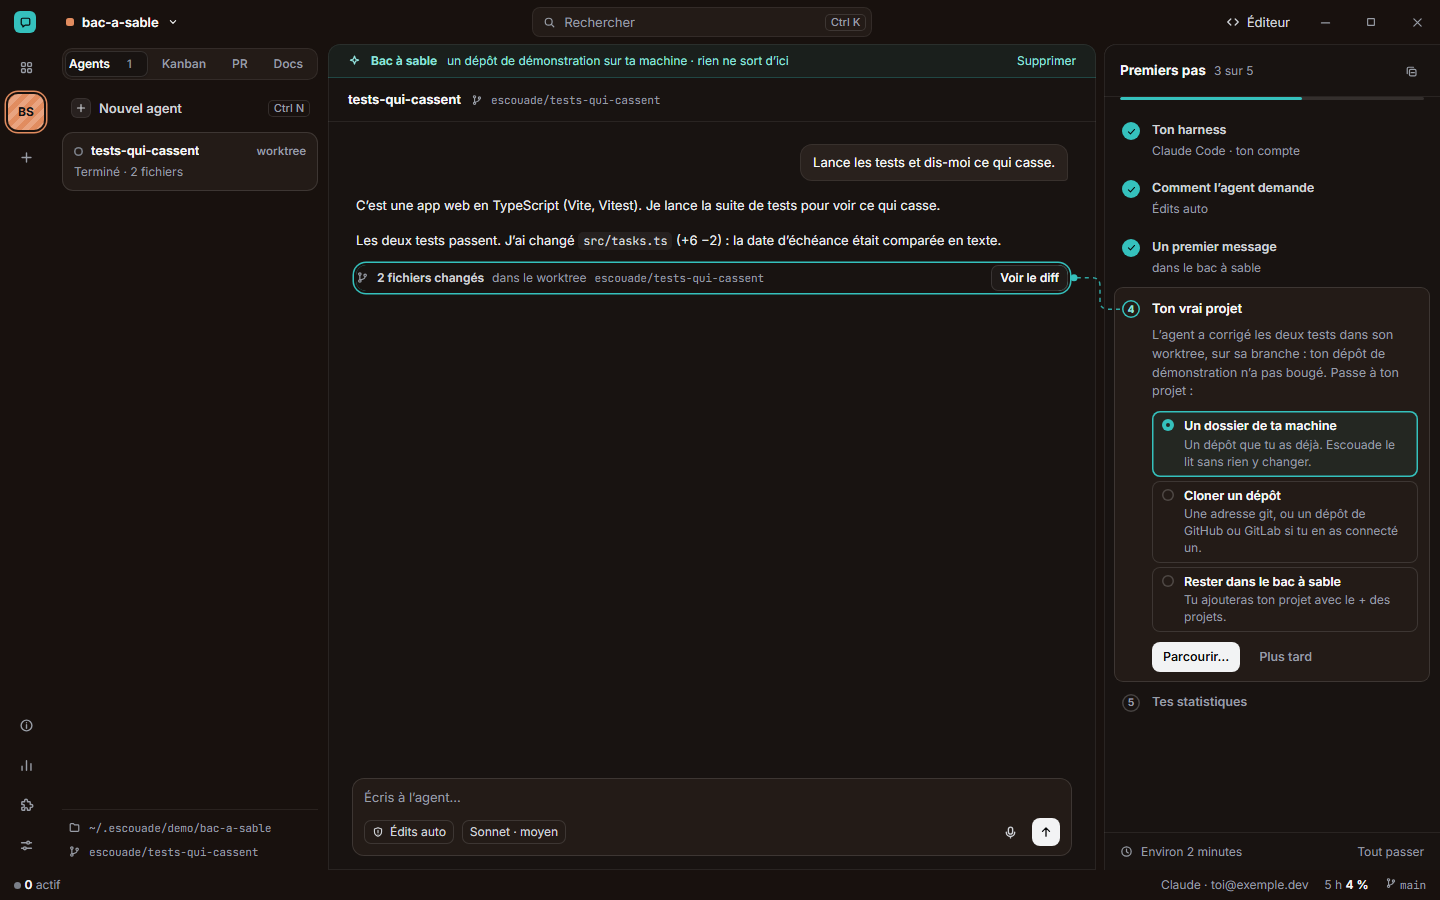 bac-a-sable
Rechercher
Ctrl K
Éditeur
Agents 1
Kanban
PR
Docs
BS
Nouvel agent
Ctrl N
tests-qui-cassent
worktree
Terminé · 2 fichiers
~/.escouade/demo/bac-a-sable
escouade/tests-qui-cassent
Bac à sable un dépôt de démonstration sur ta machine · rien ne sort d’ici
Supprimer
tests-qui-cassent escouade/tests-qui-cassent
Lance les tests et dis-moi ce qui casse.
C’est une app web en TypeScript (Vite, Vitest). Je lance la suite de tests pour voir ce qui casse.
Les deux tests passent. J’ai changé src/tasks.ts (+6 −2) : la date d’échéance était comparée en texte.
2 fichiers changés dans le worktree escouade/tests-qui-cassent
Voir le diff
Écris à l’agent…
Édits auto
Sonnet · moyen
Premiers pas 3 sur 5
Ton harness
Claude Code · ton compte
Comment l’agent demande
Édits auto
Un premier message
dans le bac à sable
4 Ton vrai projet
L’agent a corrigé les deux tests dans son
worktree, sur sa branche : ton dépôt de
démonstration n’a pas bougé. Passe à ton
projet :
Un dossier de ta machine
Un dépôt que tu as déjà. Escouade le
lit sans rien y changer.
Cloner un dépôt
Une adresse git, ou un dépôt de
GitHub ou GitLab si tu en as connecté
un.
Rester dans le bac à sable
Tu ajouteras ton projet avec le + des
projets.
Parcourir…
Plus tard
5 Tes statistiques
Environ 2 minutes
Tout passer
0 actif
Claude · toi@exemple.dev
5 h 4 %
main